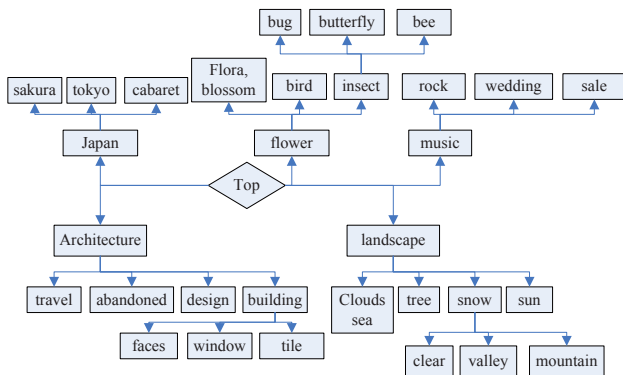 bug butterfly bee
Flora,
blossom
bird insect rock wedding sale
sakura tokyo cabaret
Japan flower music
Top
Architecture landscape
travel abandoned design building
Clouds
sea
tree snow sun
faces window tile
clear valley mountain